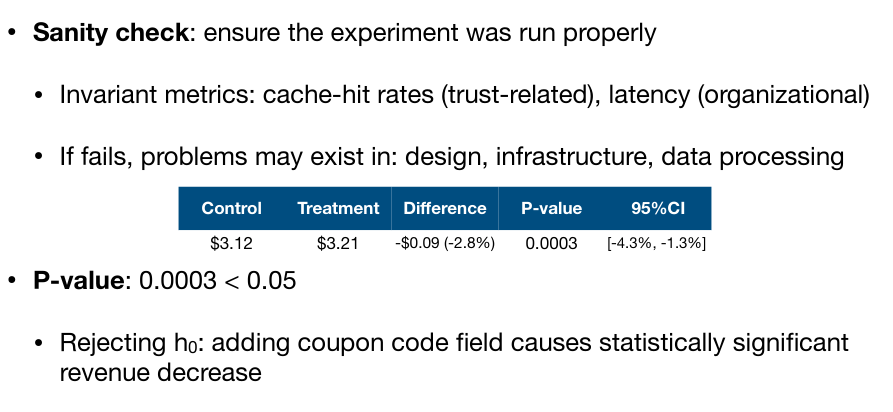 • Sanity check: ensure the experiment was run properly
• Invariant metrics: cache-hit rates (trust-related), latency (organizational)
• If fails, problems may exist in: design, infrastructure, data processing
Control Treatment Difference P-value 95%CI
$3.12 $3.21 -$0.09 (-2.8%) 0.0003 [-4.3%, -1.3%]
• P-value: 0.0003 < 0.05
• Rejecting h₀: adding coupon code field causes statistically significant
revenue decrease